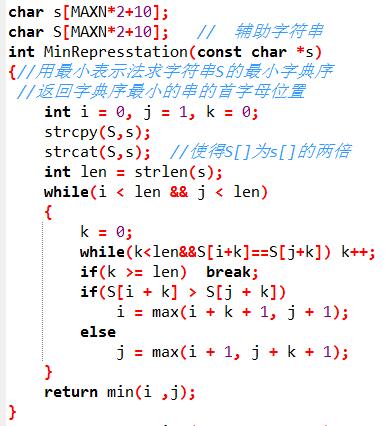 char s[MAXN*2+10];
char S[MAXN*2+10];   //  辅助字符串
int MinRepresstation(const char *s)
{//用最小表示法求字符串S的最小字典序
 //返回字典序最小的串的首字母位置
    int i = 0, j = 1, k = 0;
    strcpy(S,s);
    strcat(S,s);  //使得S[]为s[]的两倍
    int len = strlen(s);
    while(i < len && j < len)
    {
        k = 0;
        while(k<len&&S[i+k]==S[j+k]) k++;
        if(k >= len)  break;
        if(S[i + k] > S[j + k])
            i = max(i + k + 1, j + 1);
        else
            j = max(i + 1, j + k + 1);
    }
    return min(i ,j);
}